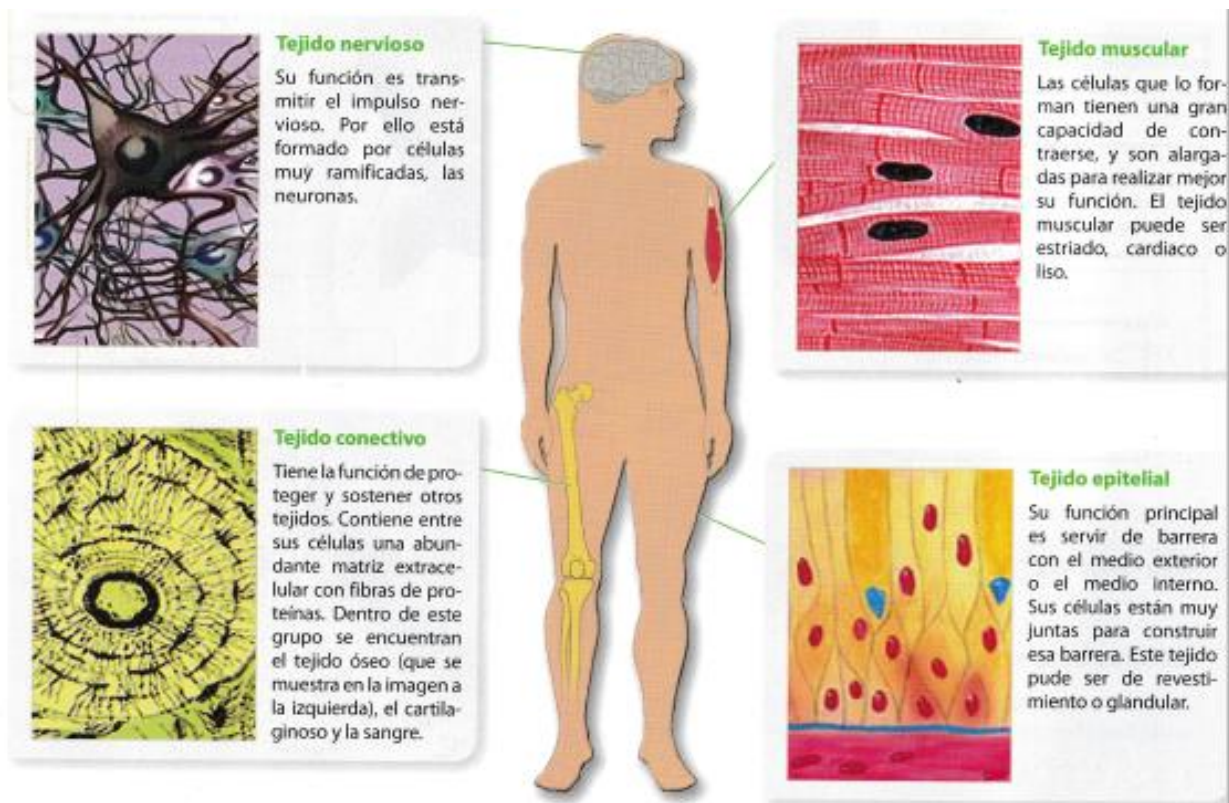 Tejido nervioso
Su función es trans-
mitir el impulso ner-
vioso. Por ello está
formado por células
muy ramificadas, las
neuronas.
Tejido muscular
Las células que lo for-
man tienen una gran
capacidad de con-
traerse, y son alarga-
das para realizar mejor
su función. El tejido
muscular puede ser
estriado, cardiaco o
liso.
Tejido conectivo
Tiene la función de pro-
teger y sostener otros
tejidos. Contiene entre
sus células una abun-
dante matriz extrace-
lular con fibras de pro-
teínas. Dentro de este
grupo se encuentran
el tejido óseo (que se
muestra en la imagen a
la izquierda), el cartila-
ginoso y la sangre.
Tejido epitelial
Su función principal
es servir de barrera
con el medio exterior
o el medio interno.
Sus células están muy
juntas para construir
esa barrera. Este tejido
pude ser de revesti-
miento o glandular.